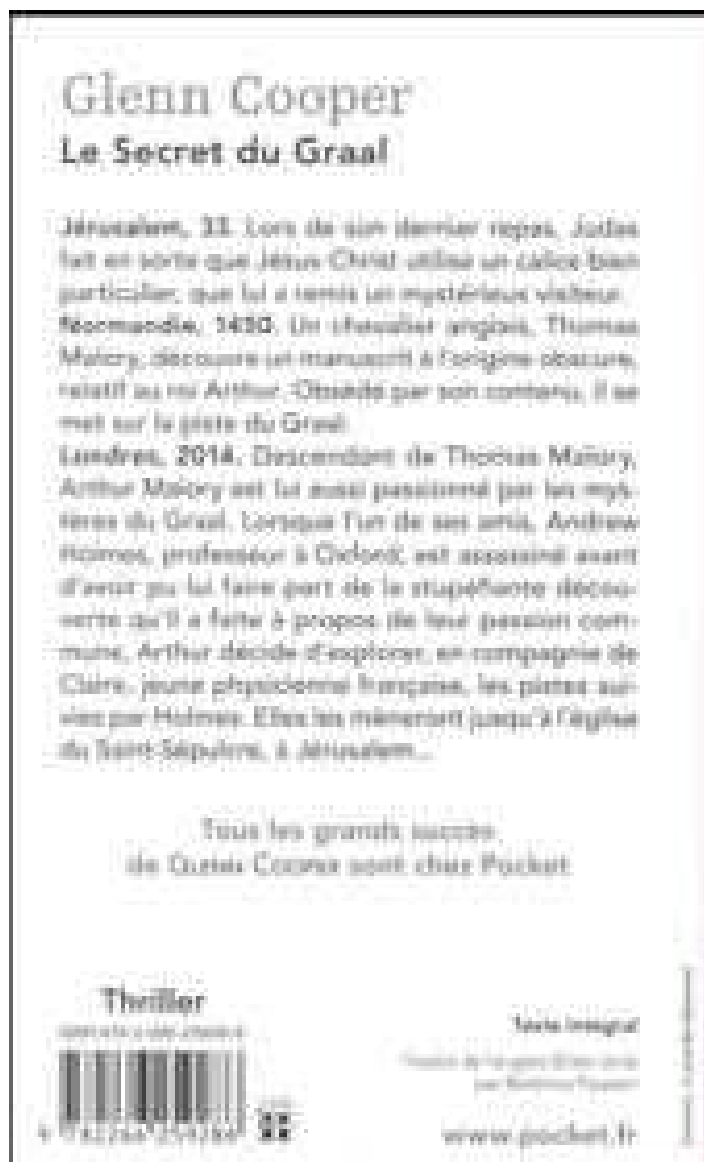 Glenn Cooper
Le Secret du Graal
Jérusalem, 33. Lors de son dernier repas, Judas
fait en sorte que Jésus Christ utilise un calice bien
particulier, que lui a remis un mystérieux visiteur.
Normandie, 1450. Un chevalier anglais, Thomas
Malory, découvre un manuscrit à l'origine obscure,
relatif au roi Arthur. Obsédé par son contenu, il se
met sur la piste du Graal.
Londres, 2014. Descendant de Thomas Malory,
Arthur Malory est lui aussi passionné par les mys-
tères du Graal. Lorsque l'un de ses amis, Andrew
Holmes, professeur à Oxford, est assassiné avant
d'avoir pu lui faire part de la stupéfiante décou-
verte qu'il a faite à propos de leur passion com-
mune, Arthur décide d'explorer, en compagnie de
Claire, jeune physicienne française, les pistes sui-
vies par Holmes. Elles les mèneront jusqu'à l'église
du Saint-Sépulcre, à Jérusalem...
Tous les grands succès
de Glenn Cooper sont chez Pocket
Thriller
Texte intégral
www.pocket.fr